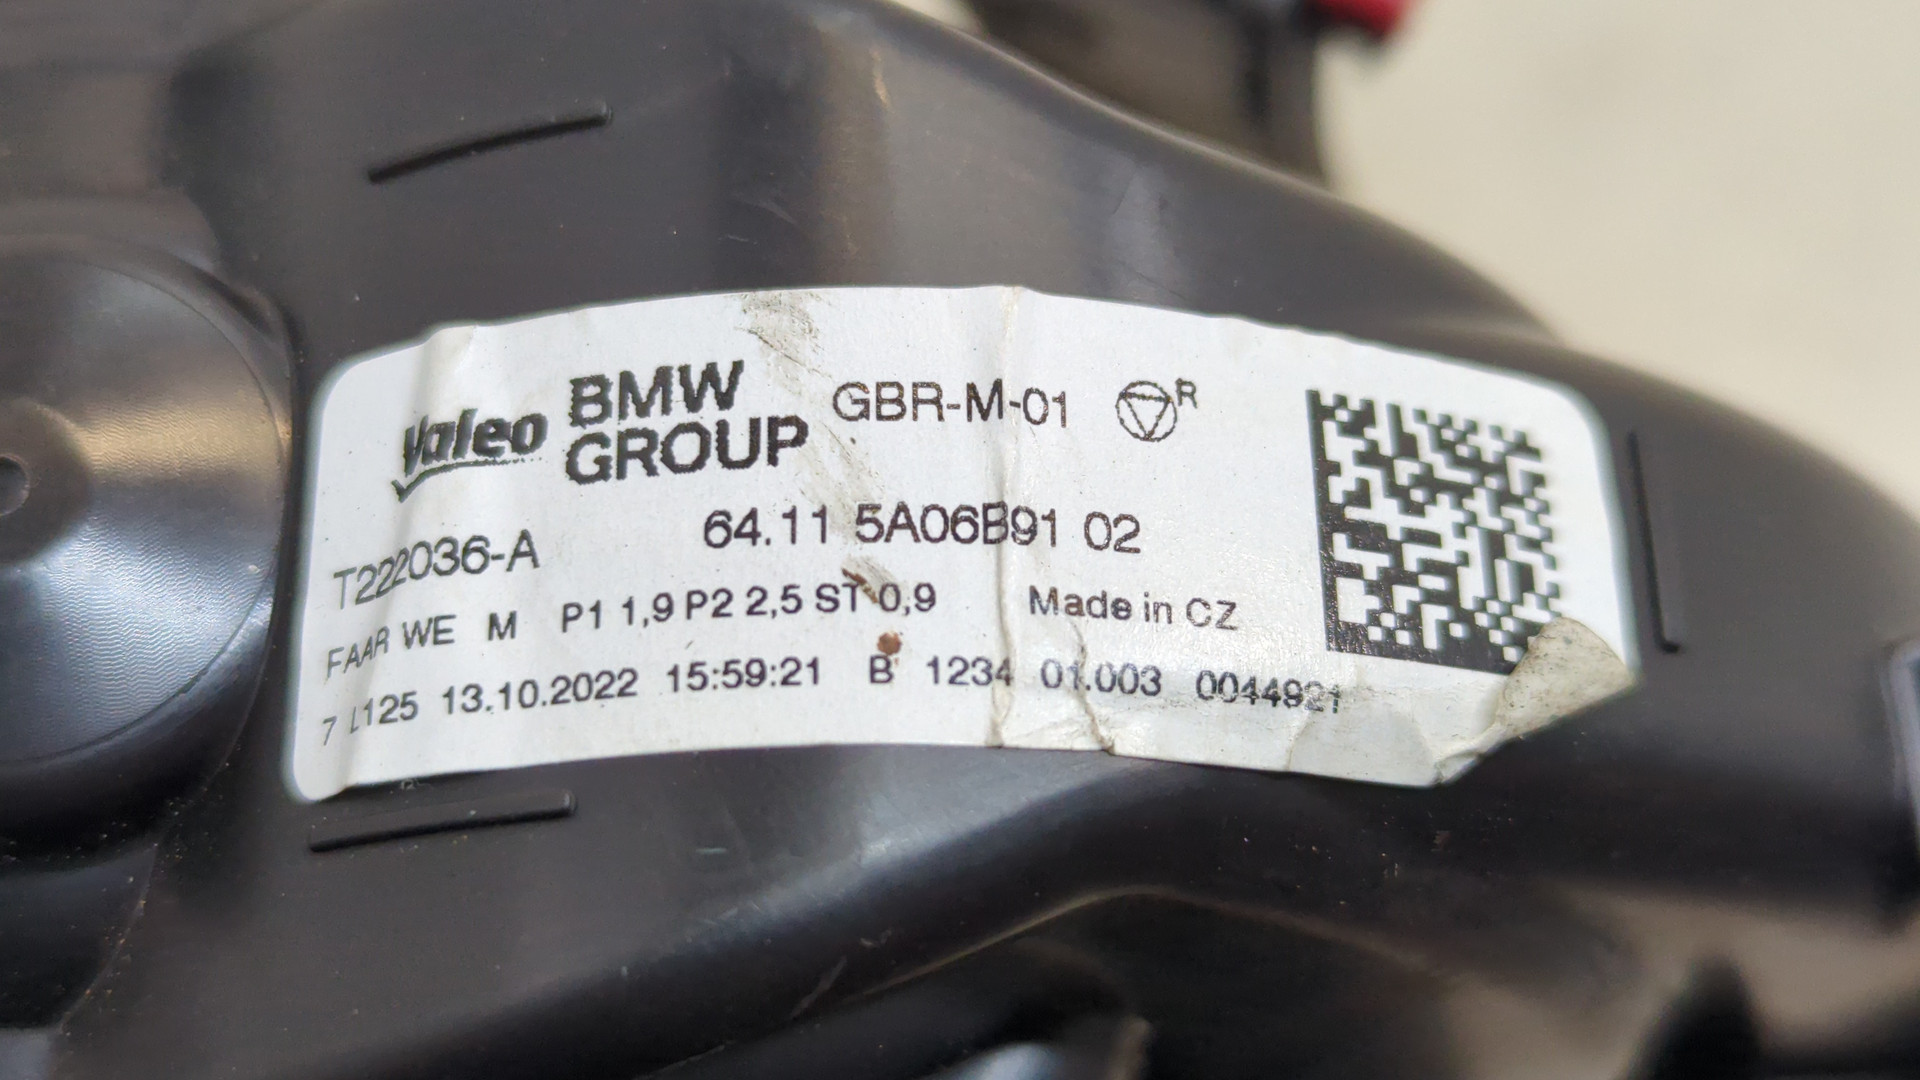 Valeo BMW GROUP GBR-M-01 R
T222036-A 64.11 5A06B91 02
FAAR WE M P1 1,9 P2 2,5 ST 0,9 Made in CZ
7 L125 13.10.2022 15:59:21 B 1234 01.003 0044921